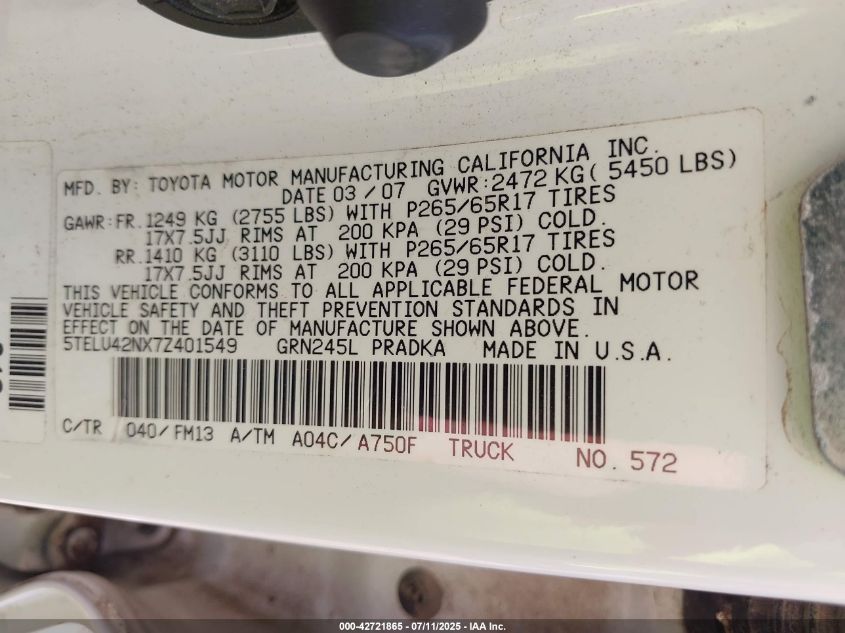 MFD. BY: TOYOTA MOTOR MANUFACTURING CALIFORNIA INC.
DATE 03 / 07 GVWR: 2472 KG ( 5450 LBS)
GAWR: FR. 1249 KG (2755 LBS) WITH P265/65R17 TIRES
17X7.5JJ RIMS AT 200 KPA (29 PSI) COLD.
RR. 1410 KG (3110 LBS) WITH P265/65R17 TIRES
17X7.5JJ RIMS AT 200 KPA (29 PSI) COLD.
THIS VEHICLE CONFORMS TO ALL APPLICABLE FEDERAL MOTOR
VEHICLE SAFETY AND THEFT PREVENTION STANDARDS IN
EFFECT ON THE DATE OF MANUFACTURE SHOWN ABOVE.
5TELU42NX7Z401549 GRN245L PRADKA MADE IN U.S.A.
C/TR 040/FM13 A/TM A04C/A750F TRUCK NO. 572
000-42721865 - 07/11/2025 - IAA Inc.